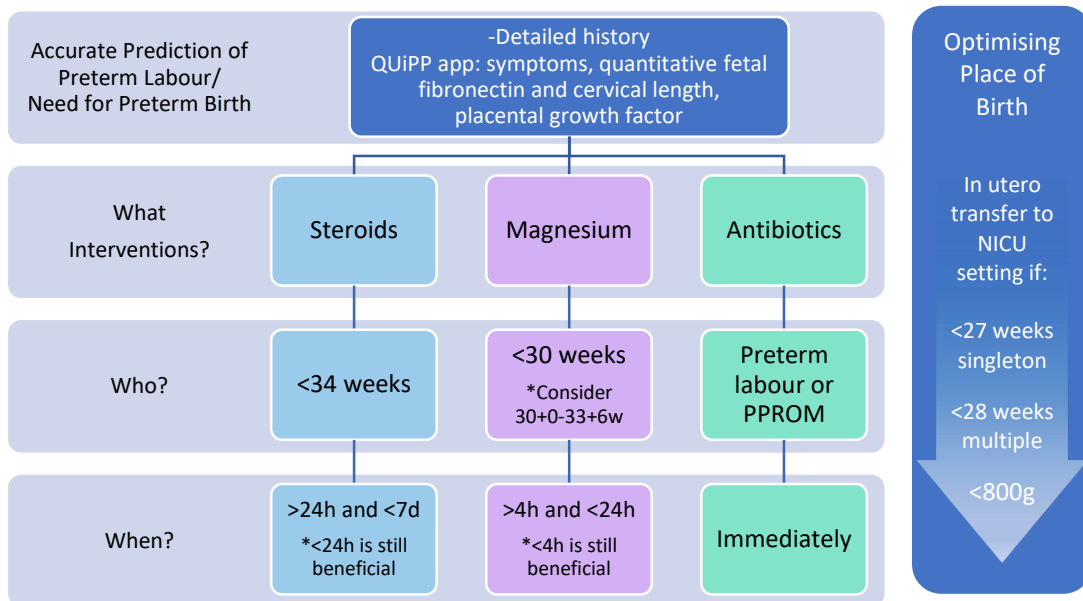 Accurate Prediction of
Preterm Labour/
Need for Preterm Birth
-Detailed history
QUiPP app: symptoms, quantitative fetal
fibronectin and cervical length,
placental growth factor
What
Interventions?
Steroids
Magnesium
Antibiotics
Who?
<34 weeks
<30 weeks
*Consider
30+0-33+6w
Preterm
labour or
PPROM
When?
>24h and <7d
*<24h is still
beneficial
>4h and <24h
*<4h is still
beneficial
Immediately
Optimising
Place of
Birth
In utero
transfer to
NICU
setting if:
<27 weeks
singleton
<28 weeks
multiple
<800g